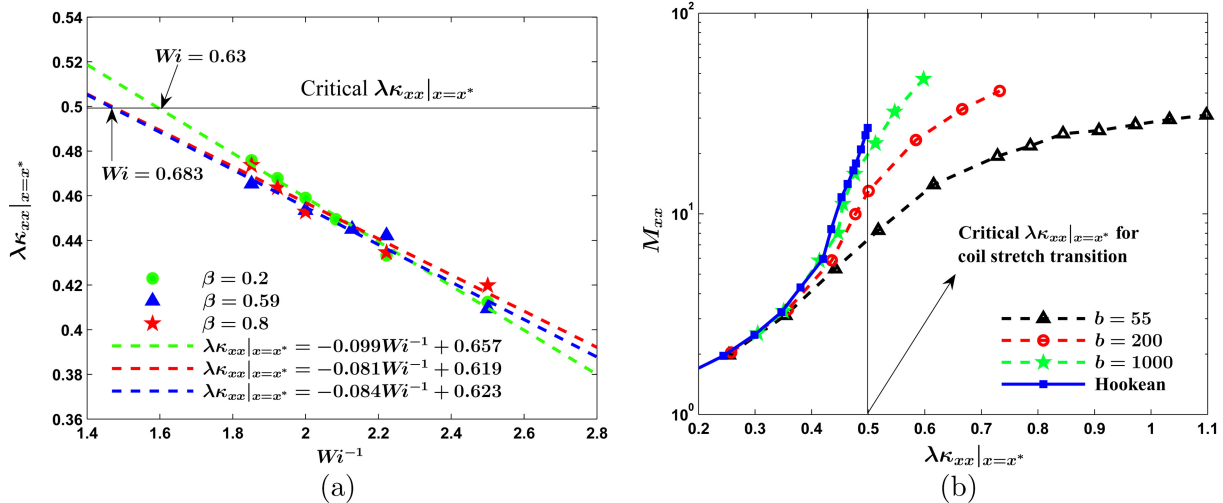 0.54
0.52
0.5
0.48
0.46
0.44
0.42
0.4
0.38
0.36
λκxx|x=x*
Wi = 0.63
Critical λκxx|x=x*
Wi = 0.683
β = 0.2
β = 0.59
β = 0.8
λκxx|x=x* = −0.099Wi⁻¹ + 0.657
λκxx|x=x* = −0.081Wi⁻¹ + 0.619
λκxx|x=x* = −0.084Wi⁻¹ + 0.623
1.4 1.6 1.8 2 2.2 2.4 2.6 2.8
Wi⁻¹
(a)
10²
10¹
10⁰
Mxx
Critical λκxx|x=x* for
coil stretch transition
b = 55
b = 200
b = 1000
Hookean
0.2 0.3 0.4 0.5 0.6 0.7 0.8 0.9 1 1.1
λκxx|x=x*
(b)